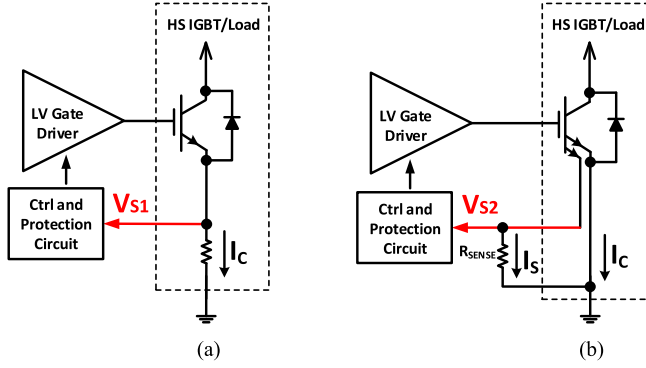 HS IGBT/Load
LV Gate
Driver
Ctrl and
Protection
Circuit
VS1
IC
(a)
HS IGBT/Load
LV Gate
Driver
Ctrl and
Protection
Circuit
VS2
RSENSE
IS
IC
(b)